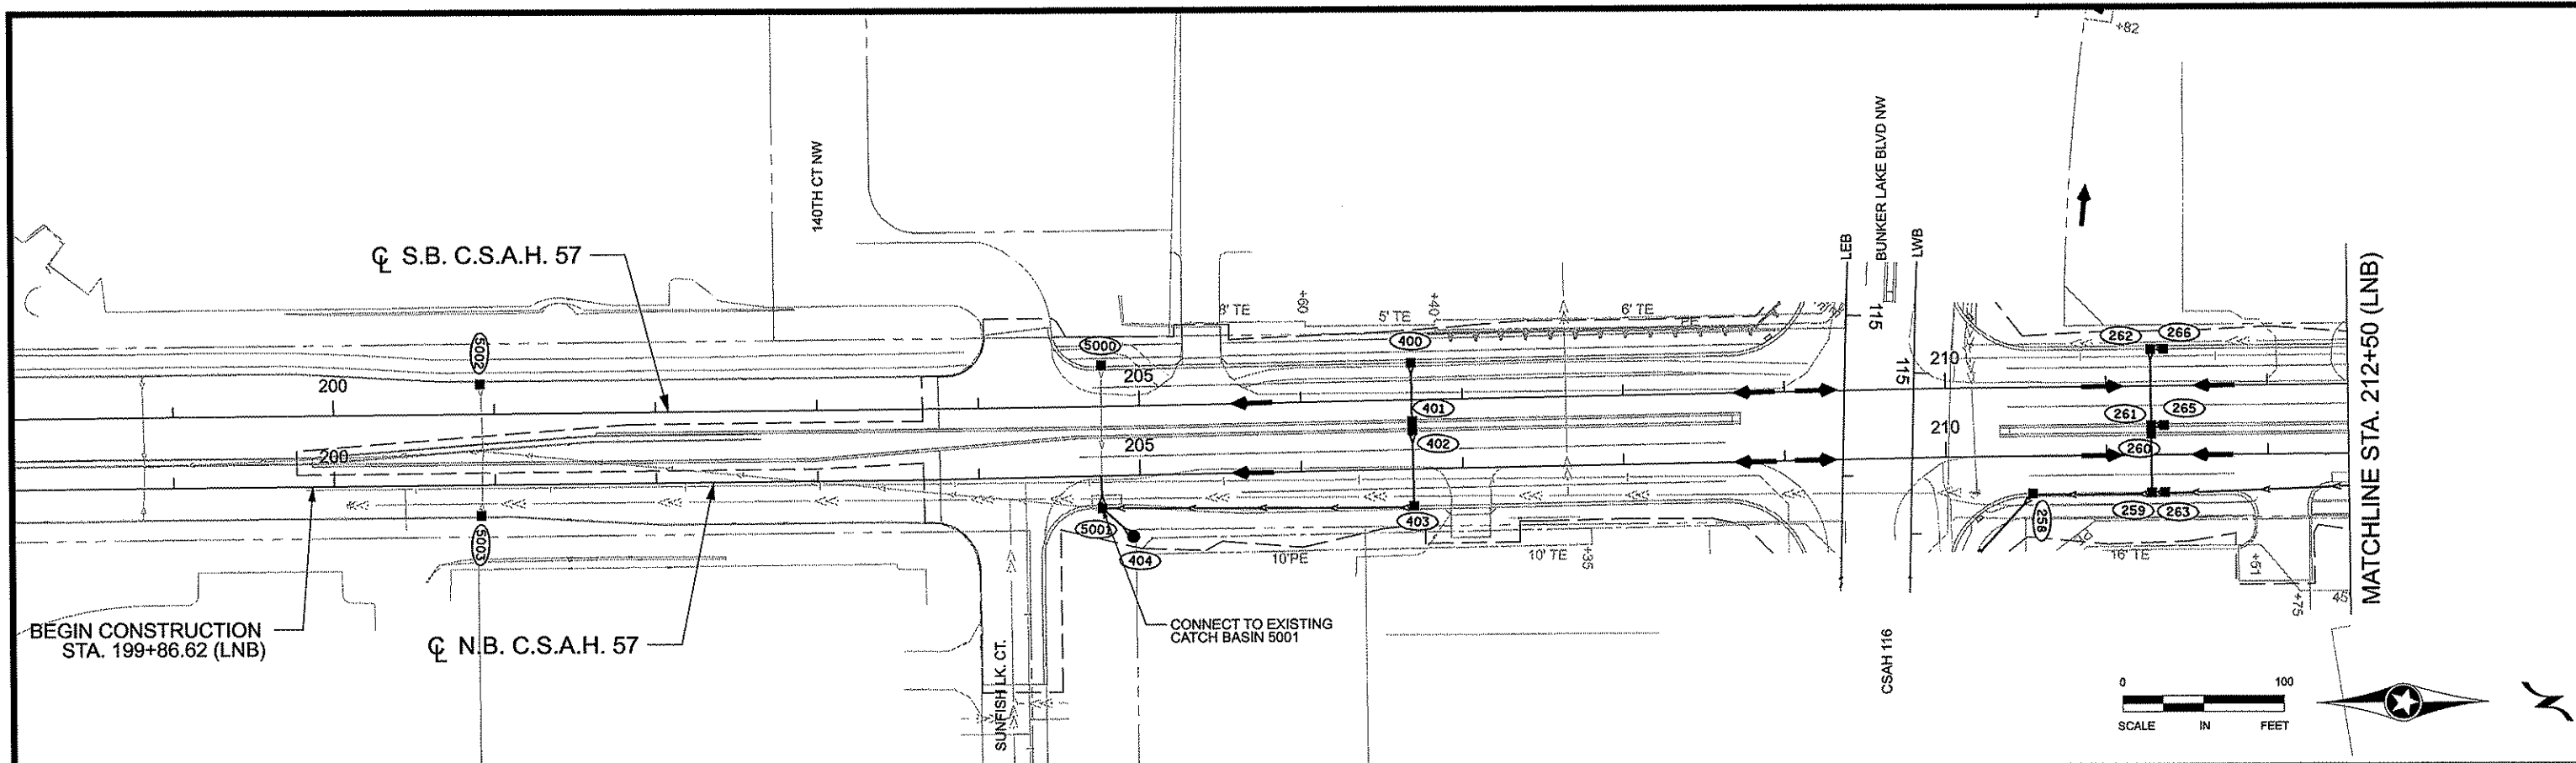 +82
140TH CT NW
BUNKER LAKE BLVD NW
LEB
LWB
℄ S.B. C.S.A.H. 57
MATCHLINE STA. 212+50 (LNB)
8' TE
+60
5' TE
+40
6' TE
115
5002
5000
400
262
266
200
205
210
115
401
261
265
200
205
402
210
260
5001
403
259
263
258
5003
404
10'PE
10' TE
+35
16' TE
+51
+75
45'
BEGIN CONSTRUCTION
STA. 199+86.62 (LNB)
℄ N.B. C.S.A.H. 57
CONNECT TO EXISTING
CATCH BASIN 5001
SUNFISH LK. CT.
CSAH 116
0 100
SCALE IN FEET